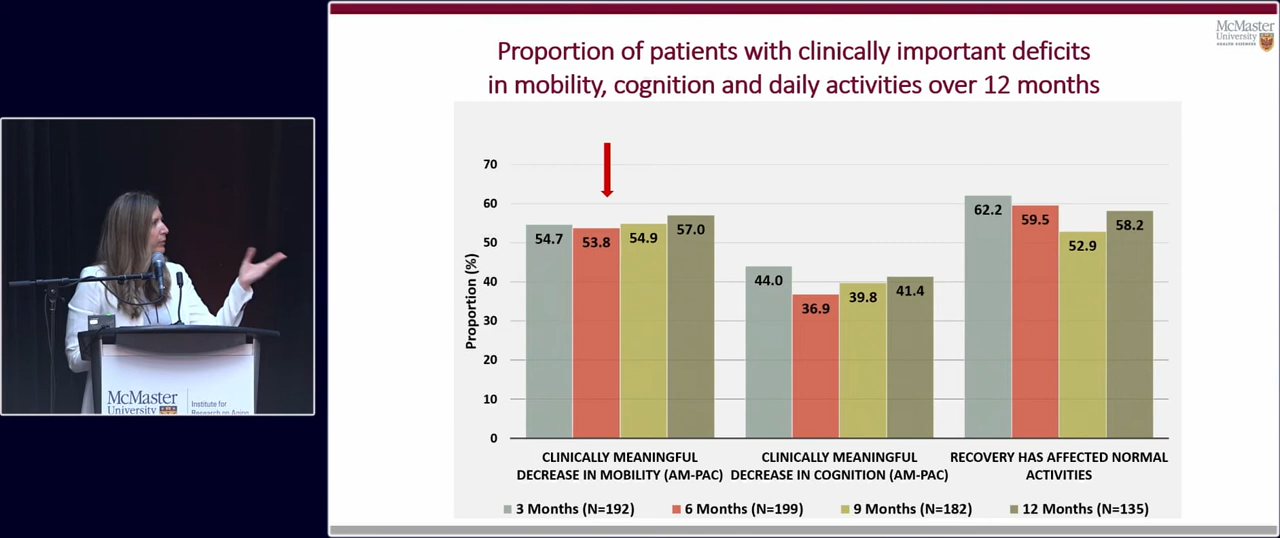 McMaster
University
HEALTH SCIENCES
Proportion of patients with clinically important deficits
in mobility, cognition and daily activities over 12 months
70
60
50
40
30
20
10
0
Proportion (%)
54.7
53.8
54.9
57.0
44.0
36.9
39.8
41.4
62.2
59.5
52.9
58.2
CLINICALLY MEANINGFUL
DECREASE IN MOBILITY (AM-PAC)
CLINICALLY MEANINGFUL
DECREASE IN COGNITION (AM-PAC)
RECOVERY HAS AFFECTED NORMAL
ACTIVITIES
3 Months (N=192)
6 Months (N=199)
9 Months (N=182)
12 Months (N=135)
McMaster
University
Institute for
Research on Aging